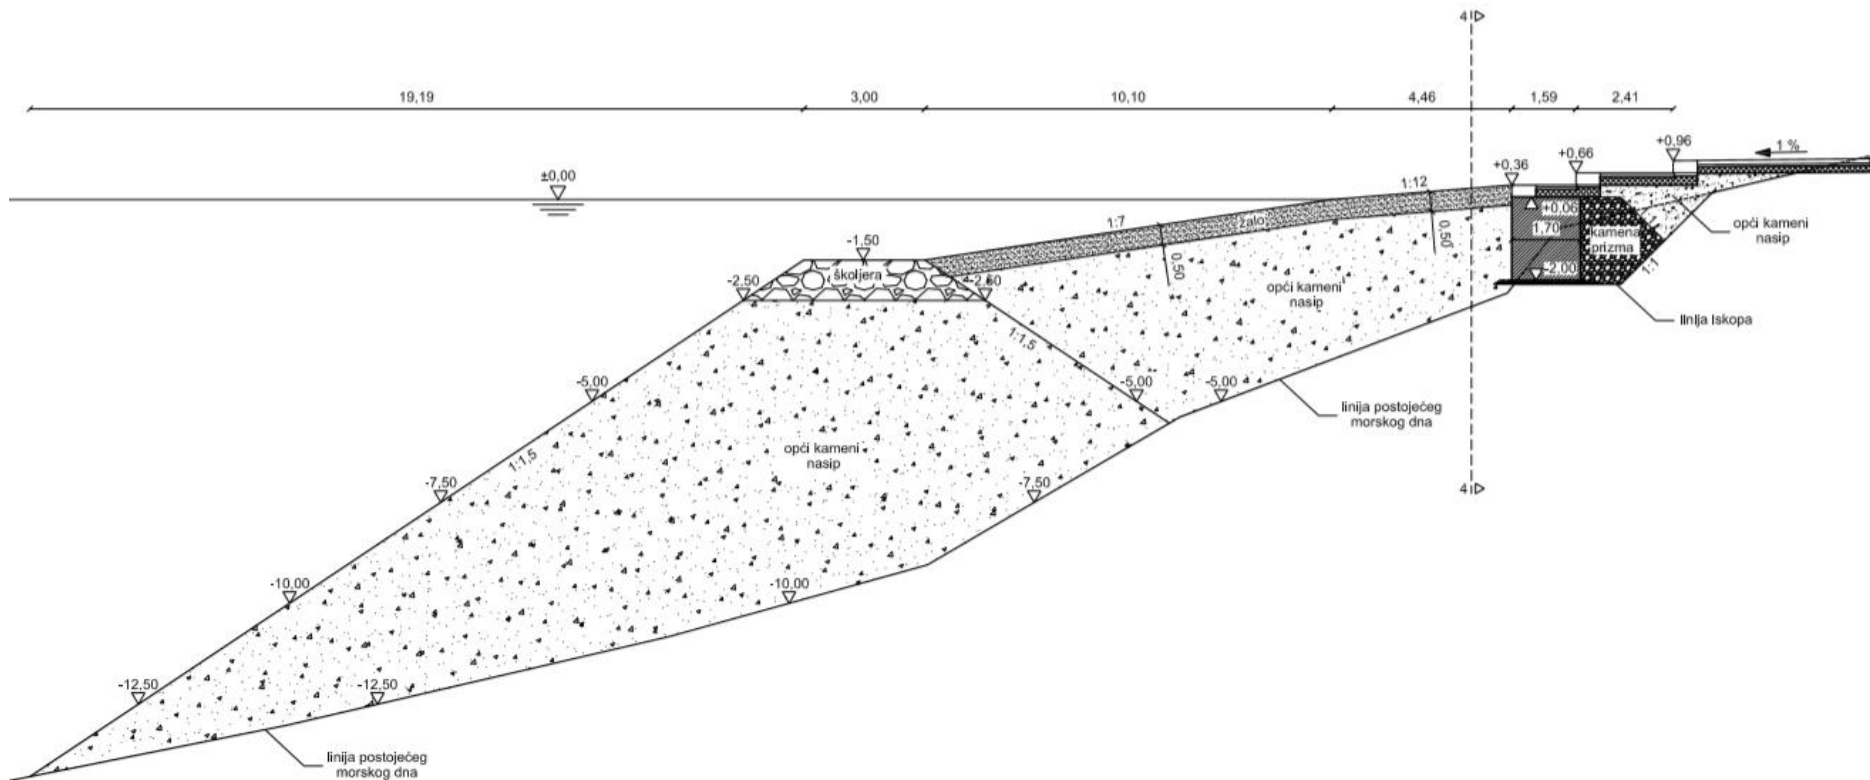 4
19,19
3,00
10,10
4,46
1,59
2,41
+0,96
1 %
+0,66
+0,36
±0,00
1:12
1:7
žalo
0,50
0,50
+0,06
1,70
kamena
prizma
-2.00
1:1
opći kameni
nasip
-1,50
školjera
-2,50
-2,50
opći kameni
nasip
linija iskopa
1:1,5
-5,00
-5,00
-5,00
linija postojećeg
morskog dna
opći kameni
nasip
1:1,5
-7,50
-7,50
4
-10,00
-10,00
-12,50
-12,50
linija postojećeg
morskog dna